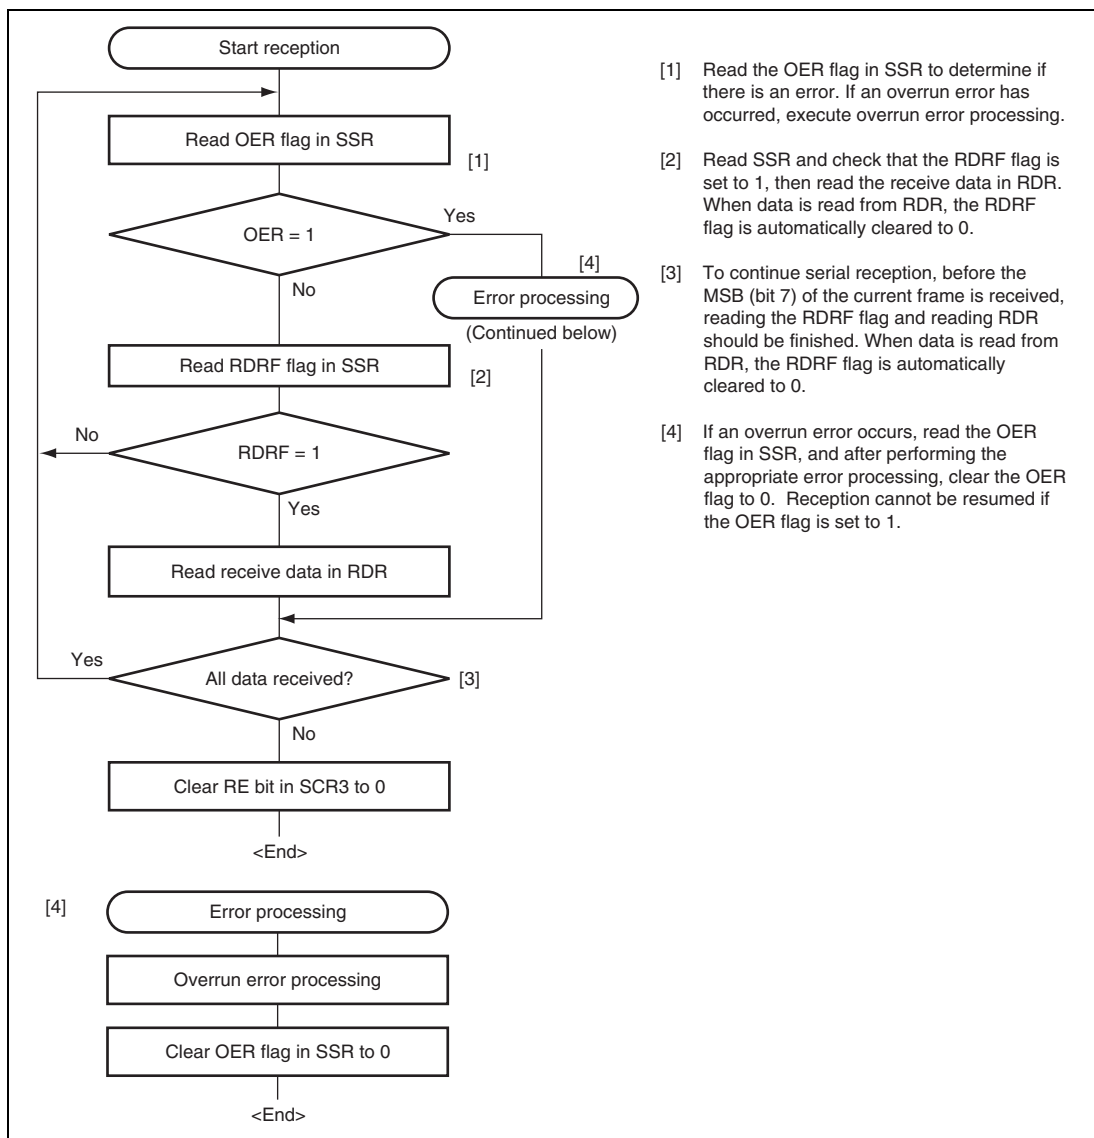 Start reception
Read OER flag in SSR
[1]
OER = 1
Yes
No
[4]
Error processing
(Continued below)
Read RDRF flag in SSR
[2]
No
RDRF = 1
Yes
Read receive data in RDR
Yes
All data received?
[3]
No
Clear RE bit in SCR3 to 0
<End>
[4]
Error processing
Overrun error processing
Clear OER flag in SSR to 0
<End>
[1] Read the OER flag in SSR to determine if
there is an error. If an overrun error has
occurred, execute overrun error processing.
[2] Read SSR and check that the RDRF flag is
set to 1, then read the receive data in RDR.
When data is read from RDR, the RDRF
flag is automatically cleared to 0.
[3] To continue serial reception, before the
MSB (bit 7) of the current frame is received,
reading the RDRF flag and reading RDR
should be finished. When data is read from
RDR, the RDRF flag is automatically
cleared to 0.
[4] If an overrun error occurs, read the OER
flag in SSR, and after performing the
appropriate error processing, clear the OER
flag to 0. Reception cannot be resumed if
the OER flag is set to 1.